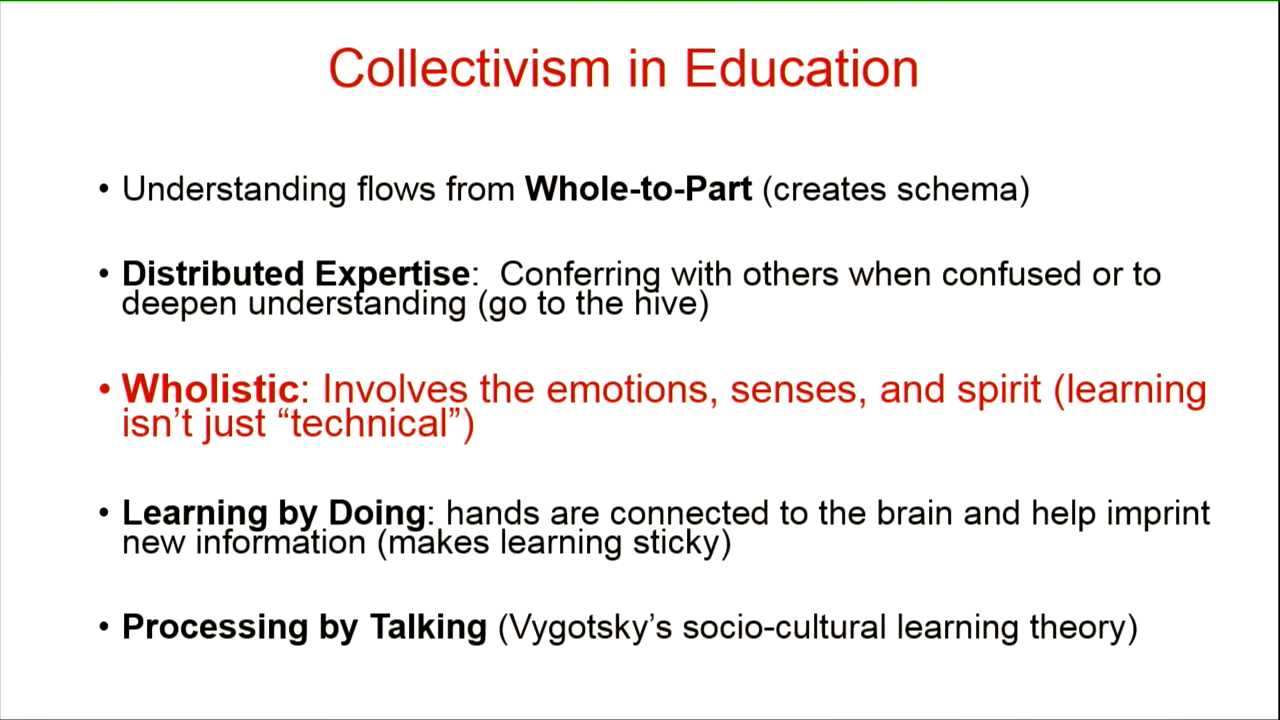 Collectivism in Education
• Understanding flows from Whole-to-Part (creates schema)
• Distributed Expertise:  Conferring with others when confused or to
deepen understanding (go to the hive)
• Wholistic: Involves the emotions, senses, and spirit (learning
isn’t just “technical”)
• Learning by Doing: hands are connected to the brain and help imprint
new information (makes learning sticky)
• Processing by Talking (Vygotsky’s socio-cultural learning theory)